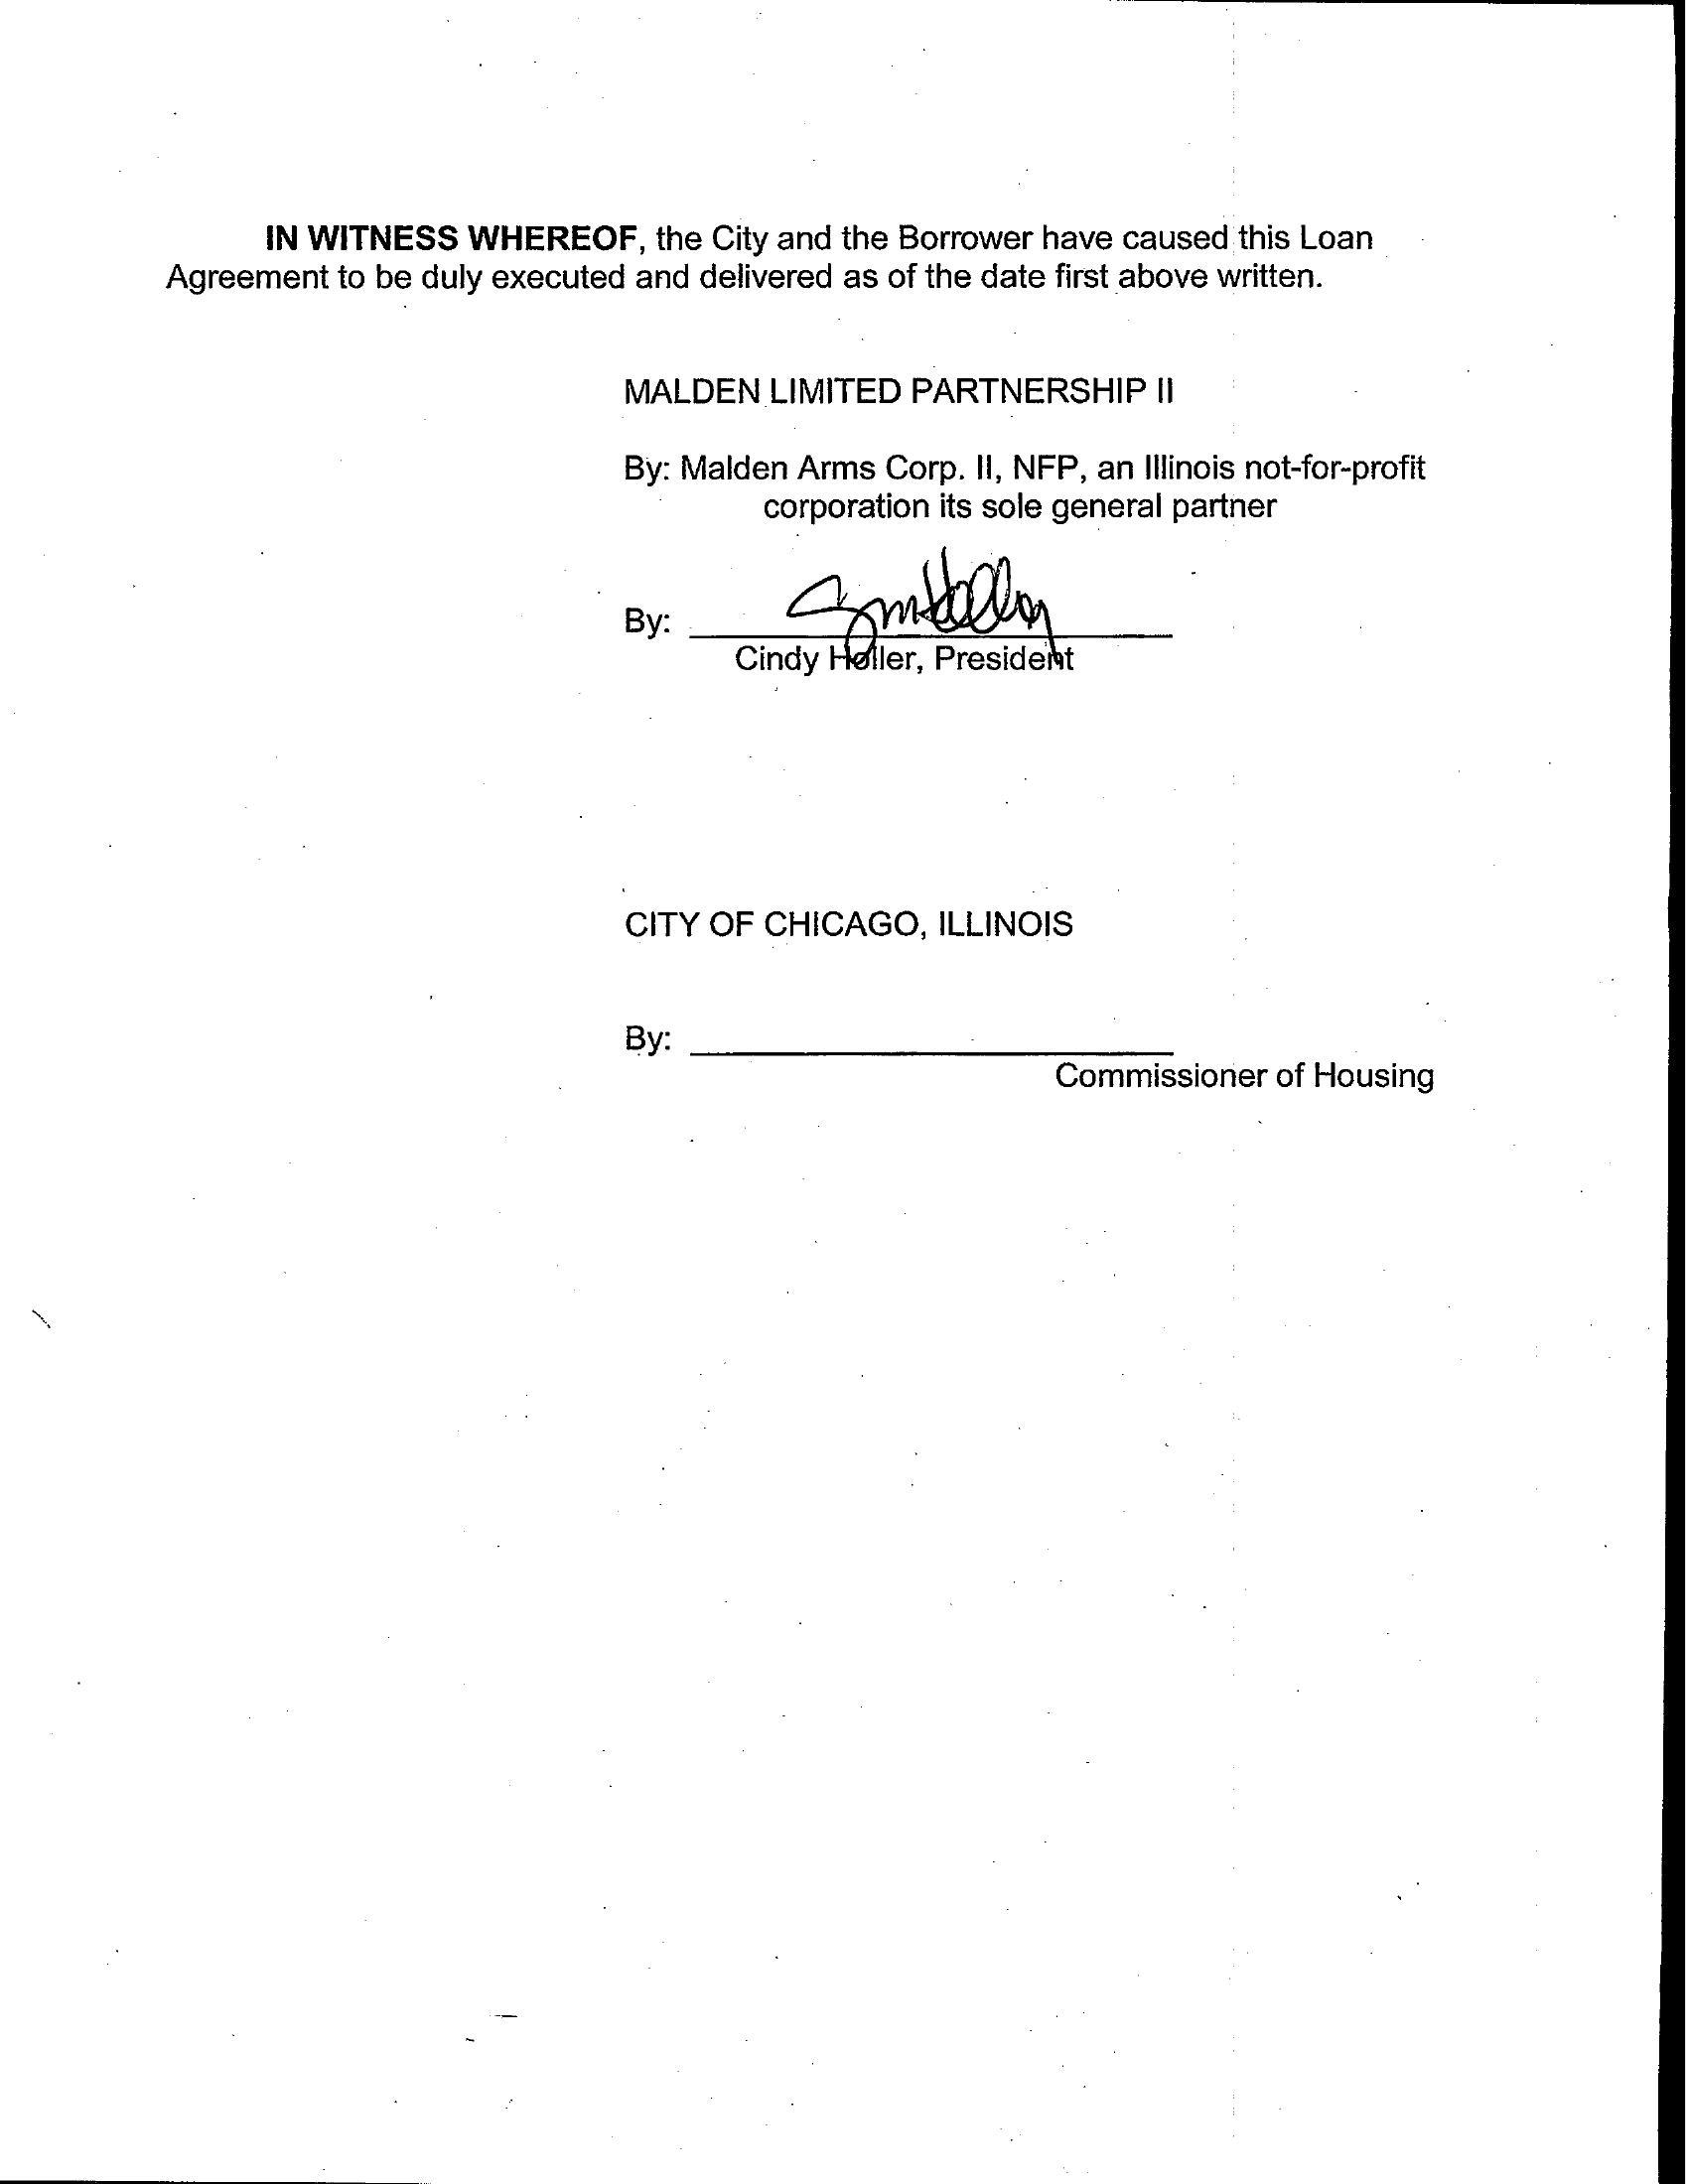 IN WITNESS WHEREOF, the City and the Borrower have caused this Loan
Agreement to be duly executed and delivered as of the date first above written.
MALDEN LIMITED PARTNERSHIP II
By: Malden Arms Corp. II, NFP, an Illinois not-for-profit
corporation its sole general partner
By:
Cindy Holler, President
CITY OF CHICAGO, ILLINOIS
By:
Commissioner of Housing